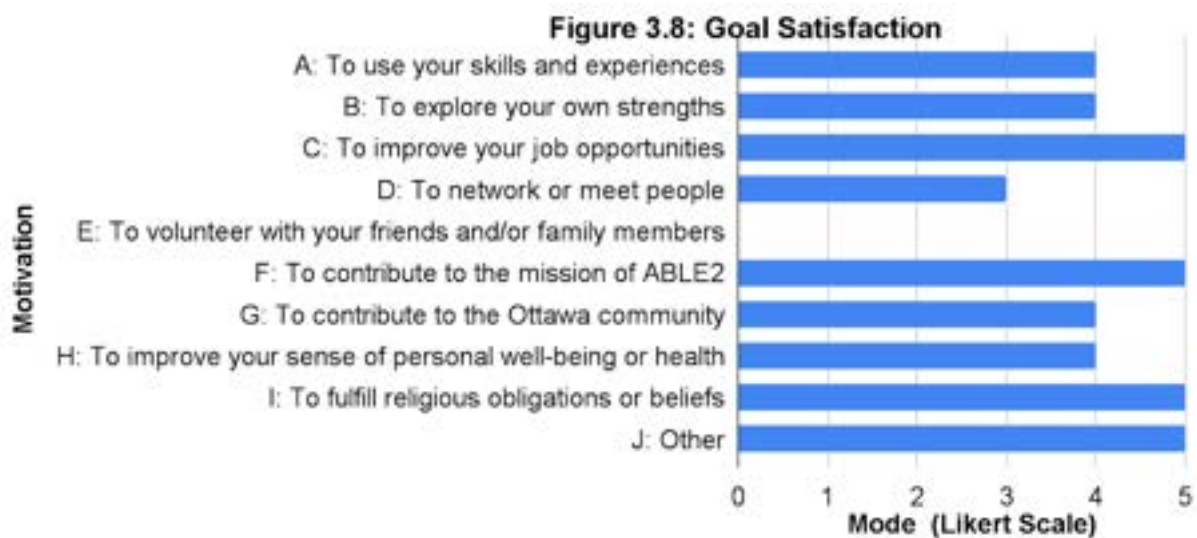 Figure 3.8: Goal Satisfaction
Motivation
A: To use your skills and experiences
B: To explore your own strengths
C: To improve your job opportunities
D: To network or meet people
E: To volunteer with your friends and/or family members
F: To contribute to the mission of ABLE2
G: To contribute to the Ottawa community
H: To improve your sense of personal well-being or health
I: To fulfill religious obligations or beliefs
J: Other
0 1 2 3 4 5
Mode (Likert Scale)